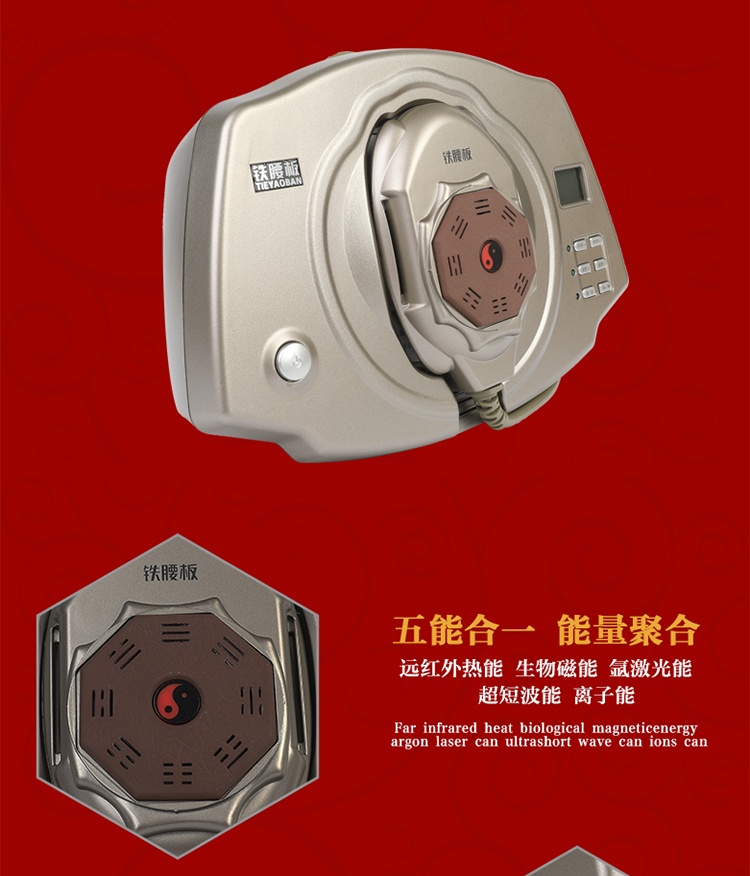 铁腰板
铁腰板
TIEYAOBAN
铁腰板
五能合一 能量聚合
远红外热能 生物磁能 氩激光能
超短波能 离子能
Far infrared heat biological magneticenergy
argon laser can ultrashort wave can ions can